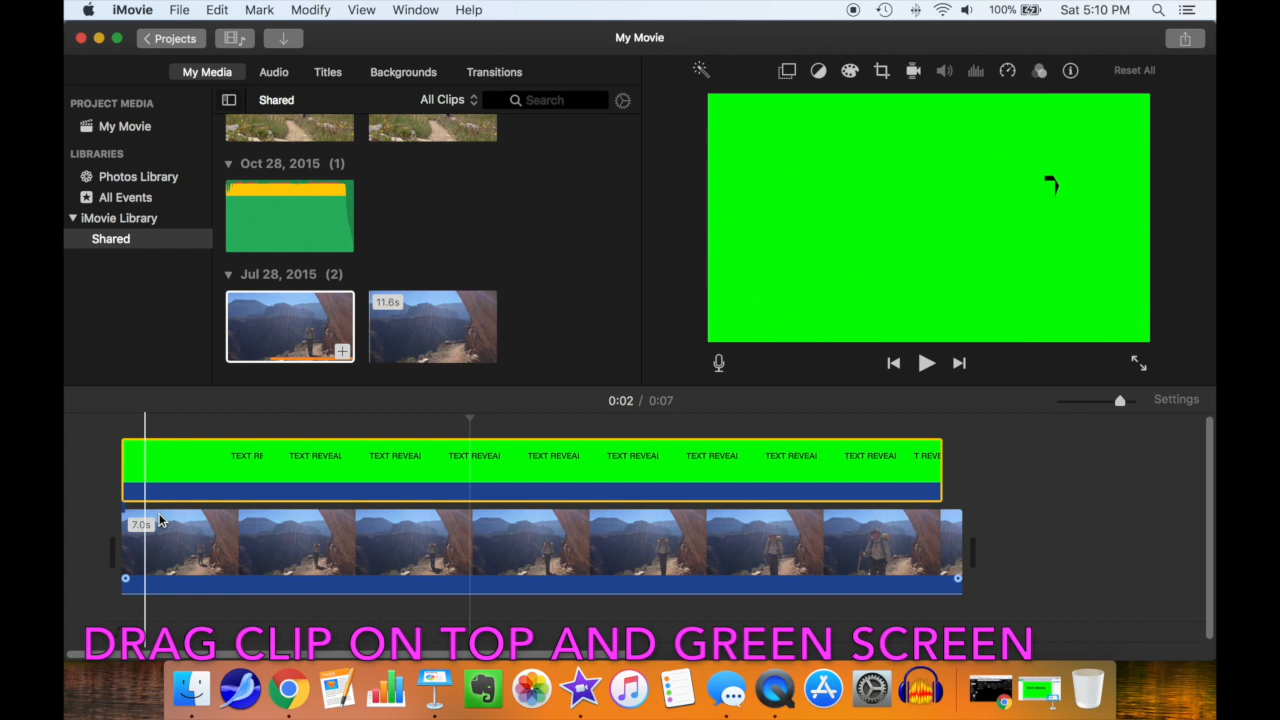 iMovie File Edit Mark Modify View Window Help 100% Sat 5:10 PM
Projects My Movie
My Media Audio Titles Backgrounds Transitions Reset All
PROJECT MEDIA Shared All Clips Search
My Movie
LIBRARIES
Photos Library
All Events
iMovie Library
Shared
Oct 28, 2015 (1)
Jul 28, 2015 (2)
11.6s
0:02 / 0:07 Settings
TEXT RE TEXT REVEAL TEXT REVEAL TEXT REVEAL TEXT REVEAL TEXT REVEAL TEXT REVEAL TEXT REVEAL TEXT REVEAL T REVE
7.0s
DRAG CLIP ON TOP AND GREEN SCREEN